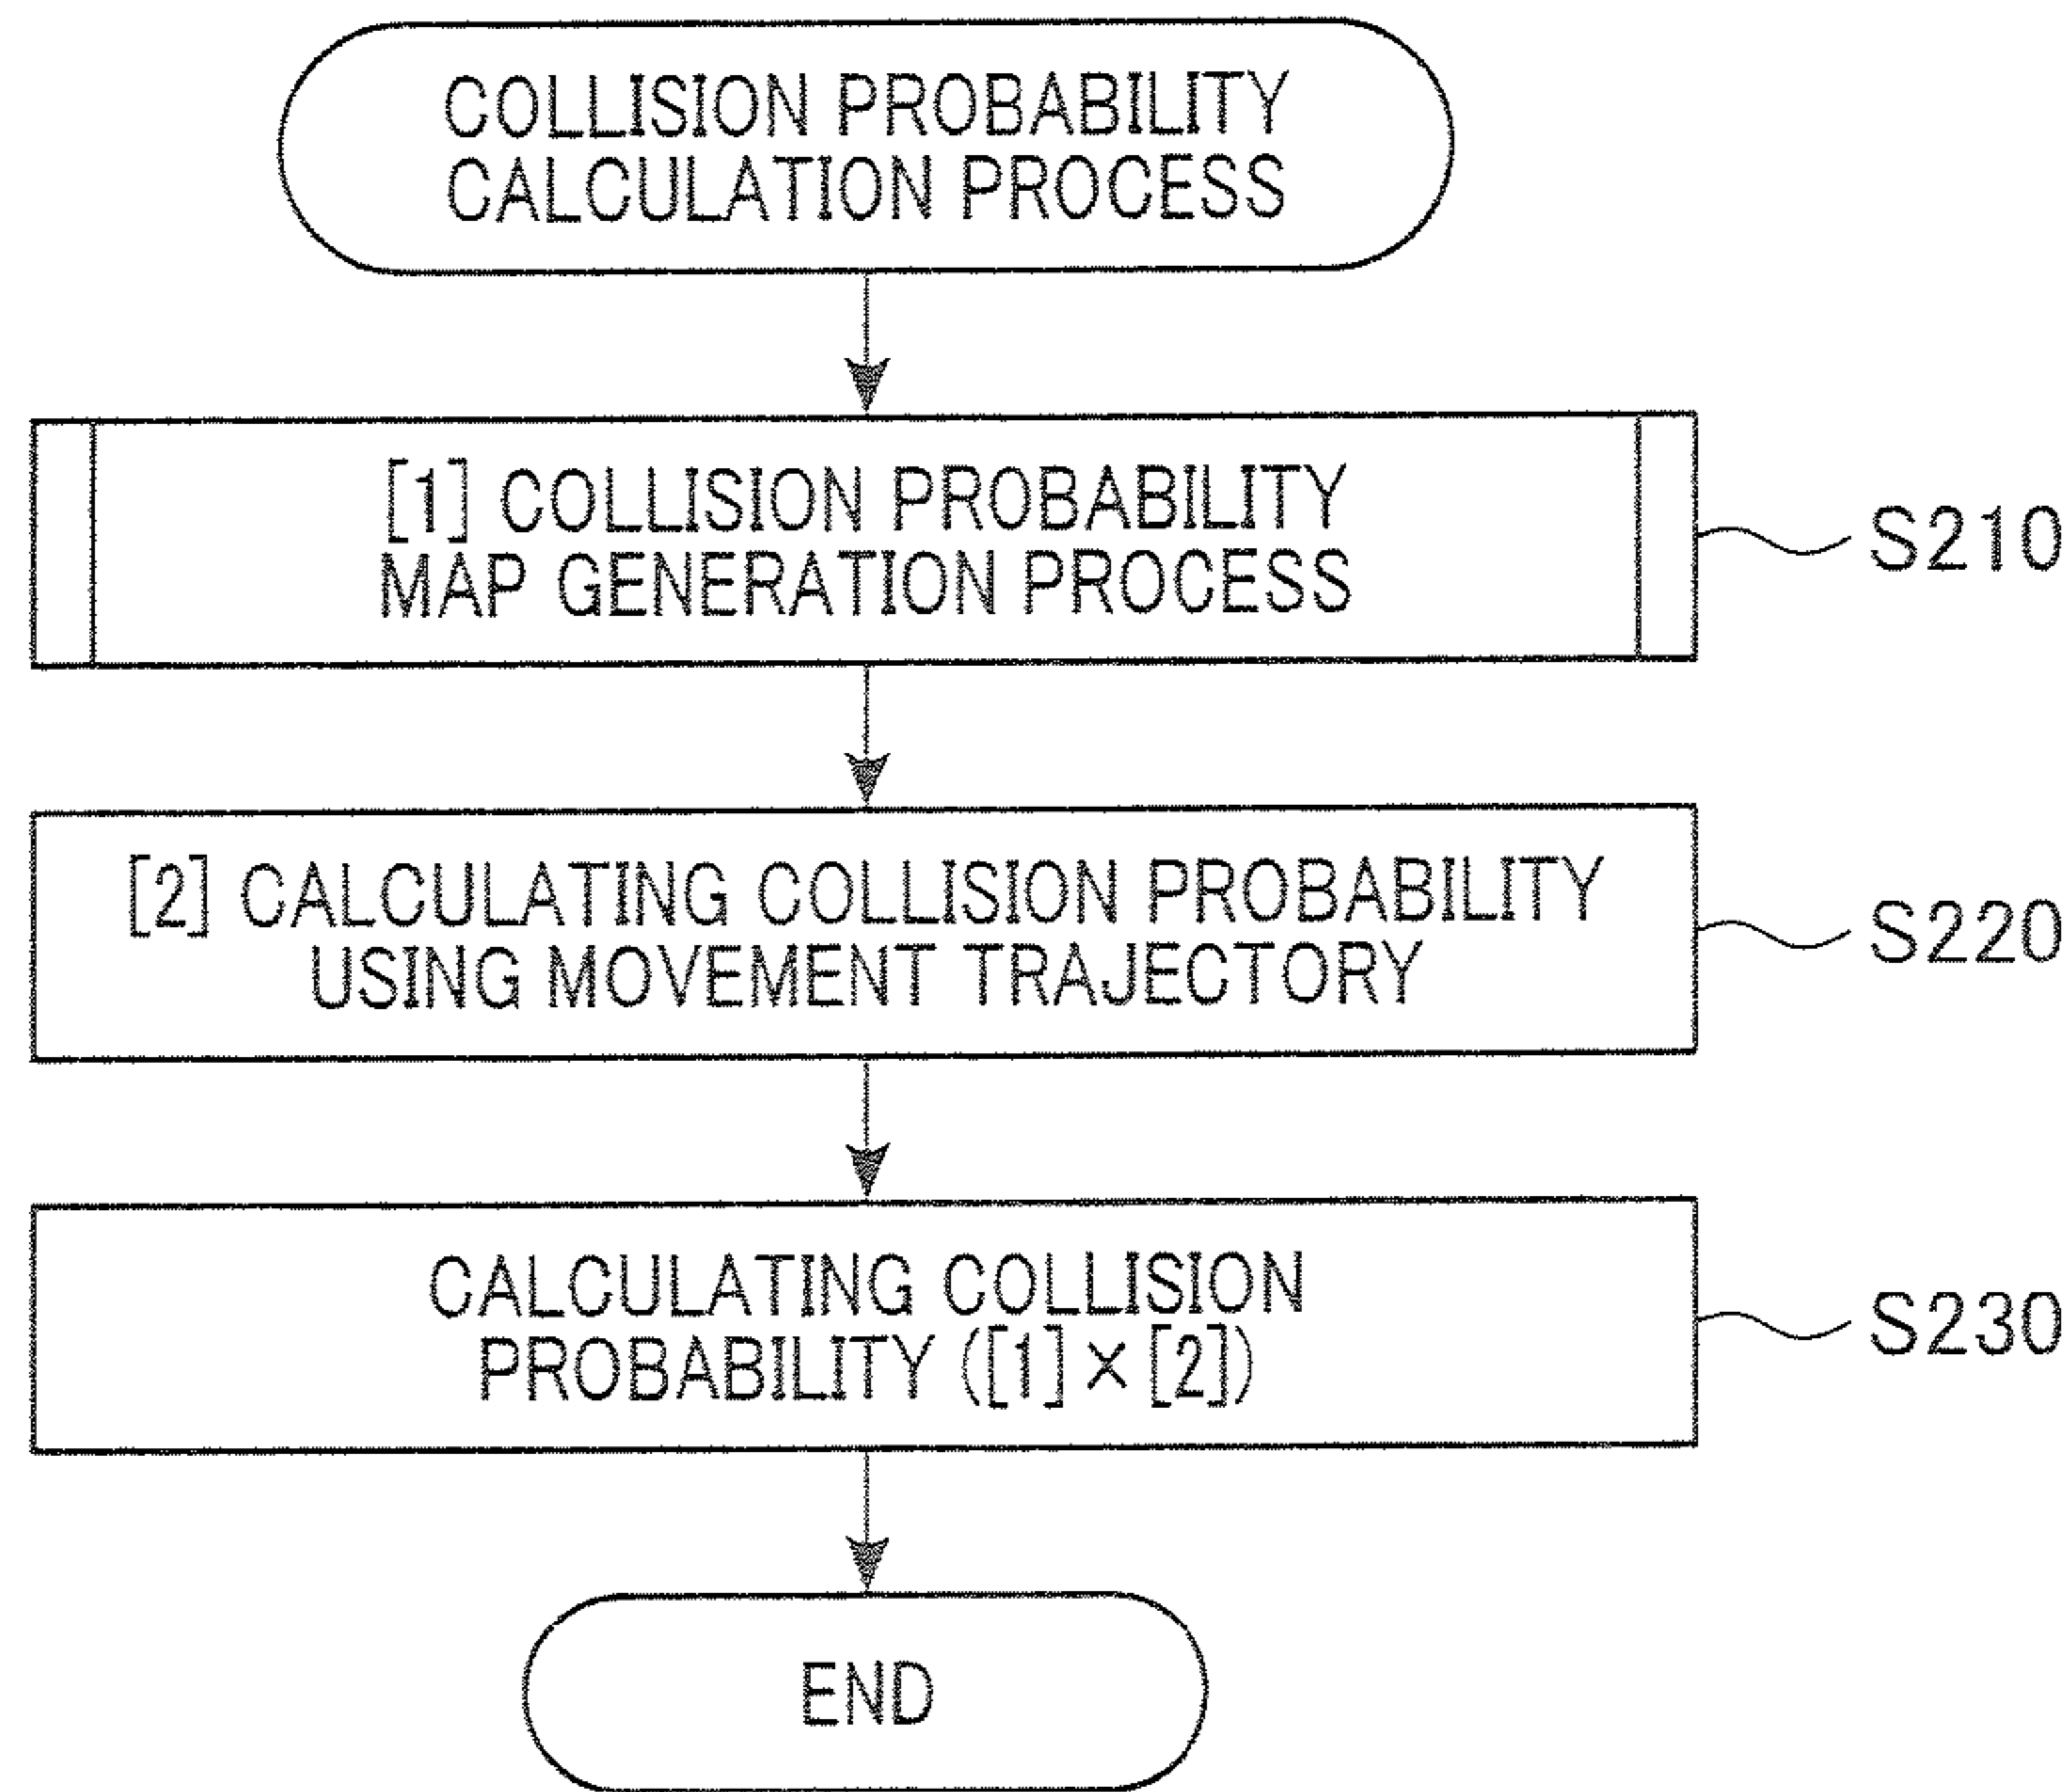 COLLISION PROBABILITY
CALCULATION PROCESS
[1] COLLISION PROBABILITY
MAP GENERATION PROCESS
S210
[2] CALCULATING COLLISION PROBABILITY
USING MOVEMENT TRAJECTORY
S220
CALCULATING COLLISION
PROBABILITY ([1]×[2])
S230
END